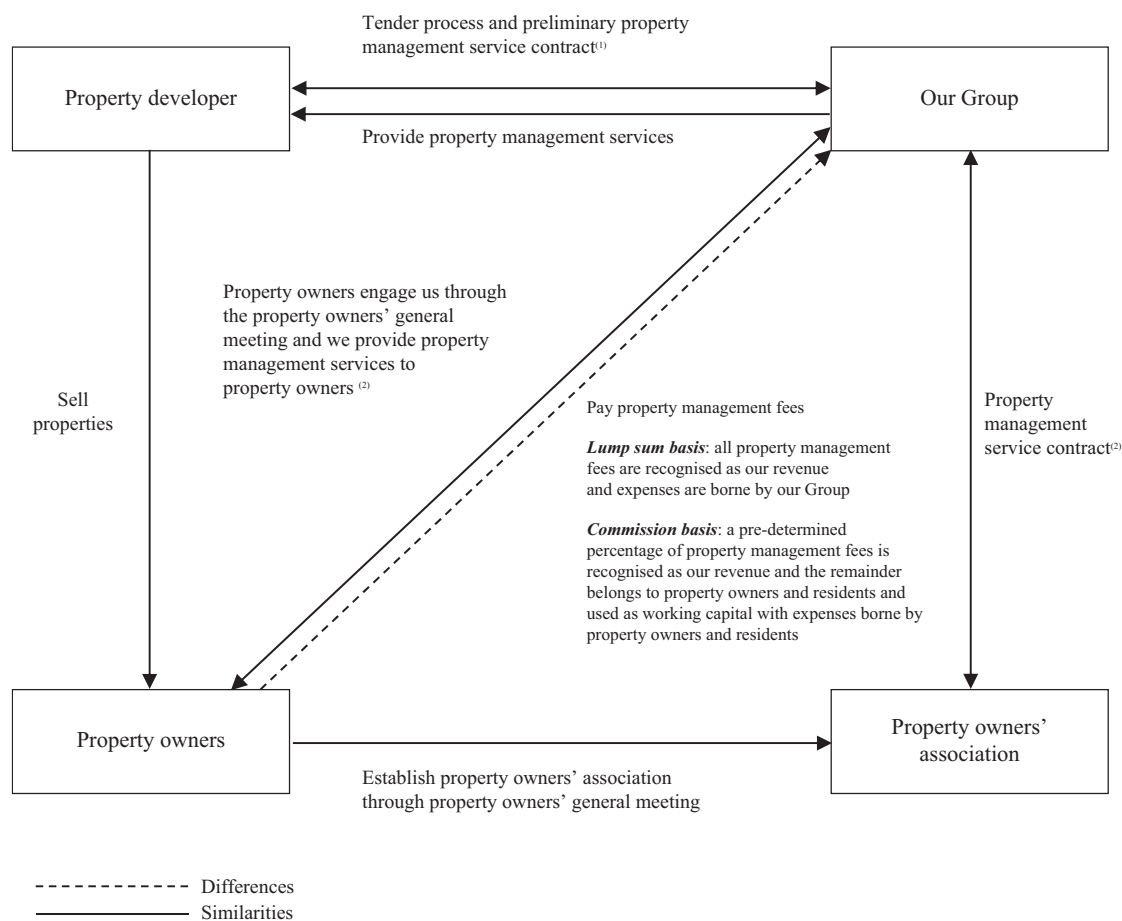 Tender process and preliminary property
management service contract(1)
Property developer
Our Group
Provide property management services
Property owners engage us through
the property owners’ general
meeting and we provide property
management services to
property owners (2)
Sell
properties
Pay property management fees
Lump sum basis: all property management
fees are recognised as our revenue
and expenses are borne by our Group
Commission basis: a pre-determined
percentage of property management fees is
recognised as our revenue and the remainder
belongs to property owners and residents and
used as working capital with expenses borne by
property owners and residents
Property
management
service contract(2)
Property owners
Property owners’
association
Establish property owners’ association
through property owners’ general meeting
Differences
Similarities